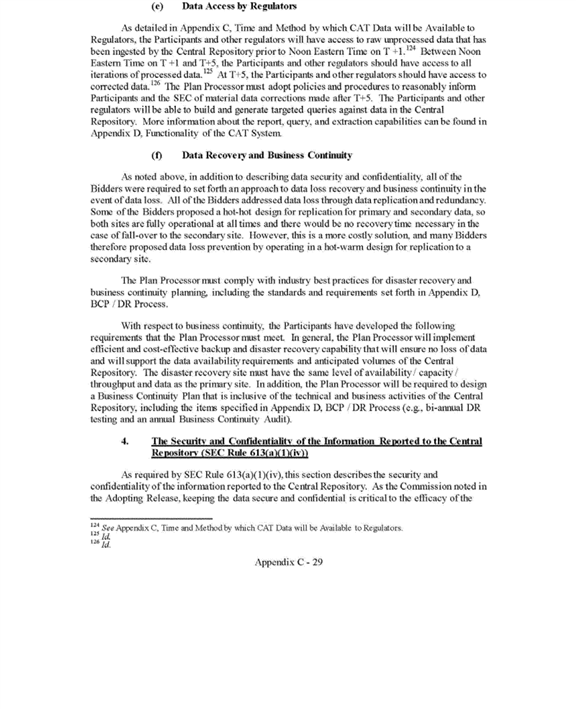 (e) Data Access by Regulators
As detailed in Appendix C, Time and Method by which CAT Data will be Available to
Regulators, the Participants and other regulators will have access to raw unprocessed data that has
been ingested by the Central Repository prior to Noon Eastern Time on T +1.124 Between Noon
Eastern Time on T +1 and T+5, the Participants and other regulators should have access to all
iterations of processed data.125 At T+5, the Participants and other regulators should have access to
corrected data.126 The Plan Processor must adopt policies and procedures to reasonably inform
Participants and the SEC of material data corrections made after T+5. The Participants and other
regulators will be able to build and generate targeted queries against data in the Central
Repository. More information about the report, query, and extraction capabilities can be found in
Appendix D, Functionality of the CAT System.
(f) Data Recovery and Business Continuity
As noted above, in addition to describing data security and confidentiality, all of the
Bidders were required to set forth an approach to data loss recovery and business continuity in the
event of data loss. All of the Bidders addressed data loss through data replication and redundancy.
Some of the Bidders proposed a hot-hot design for replication for primary and secondary data, so
both sites are fully operational at all times and there would be no recovery time necessary in the
case of fall-over to the secondary site. However, this is a more costly solution, and many Bidders
therefore proposed data loss prevention by operating in a hot-warm design for replication to a
secondary site.
The Plan Processor must comply with industry best practices for disaster recovery and
business continuity planning, including the standards and requirements set forth in Appendix D,
BCP / DR Process.
With respect to business continuity, the Participants have developed the following
requirements that the Plan Processor must meet. In general, the Plan Processor will implement
efficient and cost-effective backup and disaster recovery capability that will ensure no loss of data
and will support the data availability requirements and anticipated volumes of the Central
Repository. The disaster recovery site must have the same level of availability / capacity /
throughput and data as the primary site. In addition, the Plan Processor will be required to design
a Business Continuity Plan that is inclusive of the technical and business activities of the Central
Repository, including the items specified in Appendix D, BCP / DR Process (e.g., bi-annual DR
testing and an annual Business Continuity Audit).
4. The Security and Confidentiality of the Information Reported to the Central
Repository (SEC Rule 613(a)(1)(iv))
As required by SEC Rule 613(a)(1)(iv), this section describes the security and
confidentiality of the information reported to the Central Repository. As the Commission noted in
the Adopting Release, keeping the data secure and confidential is critical to the efficacy of the
124 See Appendix C, Time and Method by which CAT Data will be Available to Regulators.
125 Id.
126 Id.
Appendix C - 29